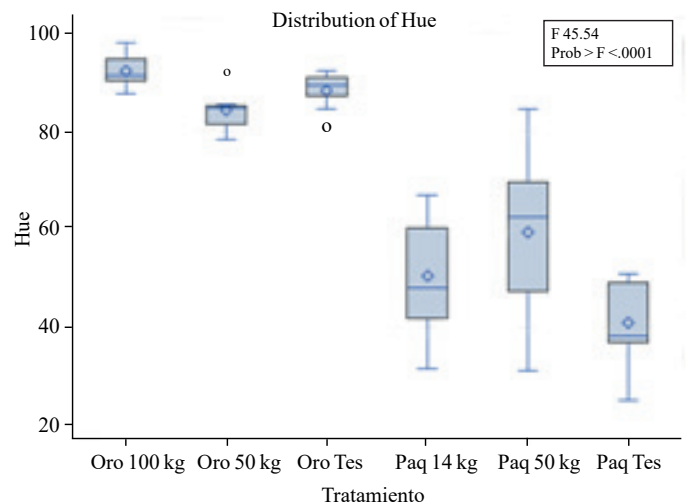 Distribution of Hue
F 45.54
Prob > F <.0001
100
80
60
40
20
Hue
Oro 100 kg Oro 50 kg Oro Tes Paq 14 kg Paq 50 kg Paq Tes
Tratamiento